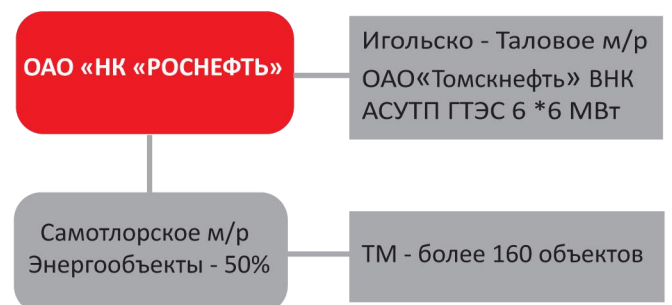 ОАО «НК «РОСНЕФТЬ»
Игольско - Таловое м/р
ОАО«Томскнефть» ВНК
АСУТП ГТЭС 6 *6 МВт
Самотлорское м/р
Энергообъекты - 50%
ТМ - более 160 объектов